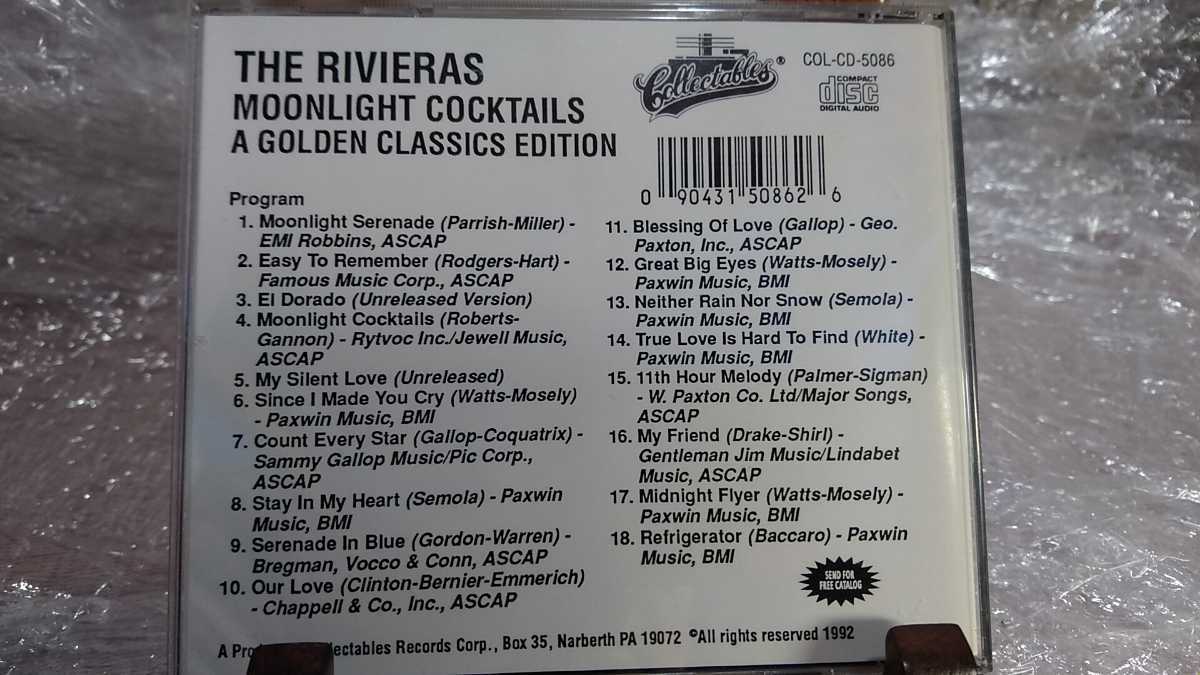 THE RIVIERAS
MOONLIGHT COCKTAILS
A GOLDEN CLASSICS EDITION
Collectables®
COL-CD-5086
COMPACT
disc
DIGITAL AUDIO
0 90431 50862 6
Program
1. Moonlight Serenade (Parrish-Miller) -
EMI Robbins, ASCAP
2. Easy To Remember (Rodgers-Hart) -
Famous Music Corp., ASCAP
3. El Dorado (Unreleased Version)
4. Moonlight Cocktails (Roberts-
Gannon) - Rytvoc Inc./Jewell Music,
ASCAP
5. My Silent Love (Unreleased)
6. Since I Made You Cry (Watts-Mosely)
- Paxwin Music, BMI
7. Count Every Star (Gallop-Coquatrix) -
Sammy Gallop Music/Pic Corp.,
ASCAP
8. Stay In My Heart (Semola) - Paxwin
Music, BMI
9. Serenade In Blue (Gordon-Warren) -
Bregman, Vocco & Conn, ASCAP
10. Our Love (Clinton-Bernier-Emmerich)
- Chappell & Co., Inc., ASCAP
11. Blessing Of Love (Gallop) - Geo.
Paxton, Inc., ASCAP
12. Great Big Eyes (Watts-Mosely) -
Paxwin Music, BMI
13. Neither Rain Nor Snow (Semola) -
Paxwin Music, BMI
14. True Love Is Hard To Find (White) -
Paxwin Music, BMI
15. 11th Hour Melody (Palmer-Sigman)
- W. Paxton Co. Ltd/Major Songs,
ASCAP
16. My Friend (Drake-Shirl) -
Gentleman Jim Music/Lindabet
Music, ASCAP
17. Midnight Flyer (Watts-Mosely) -
Paxwin Music, BMI
18. Refrigerator (Baccaro) - Paxwin
Music, BMI
SEND FOR
FREE CATALOG
A Records Corp., Box 35, Narberth PA 19072 ©All rights reserved 1992